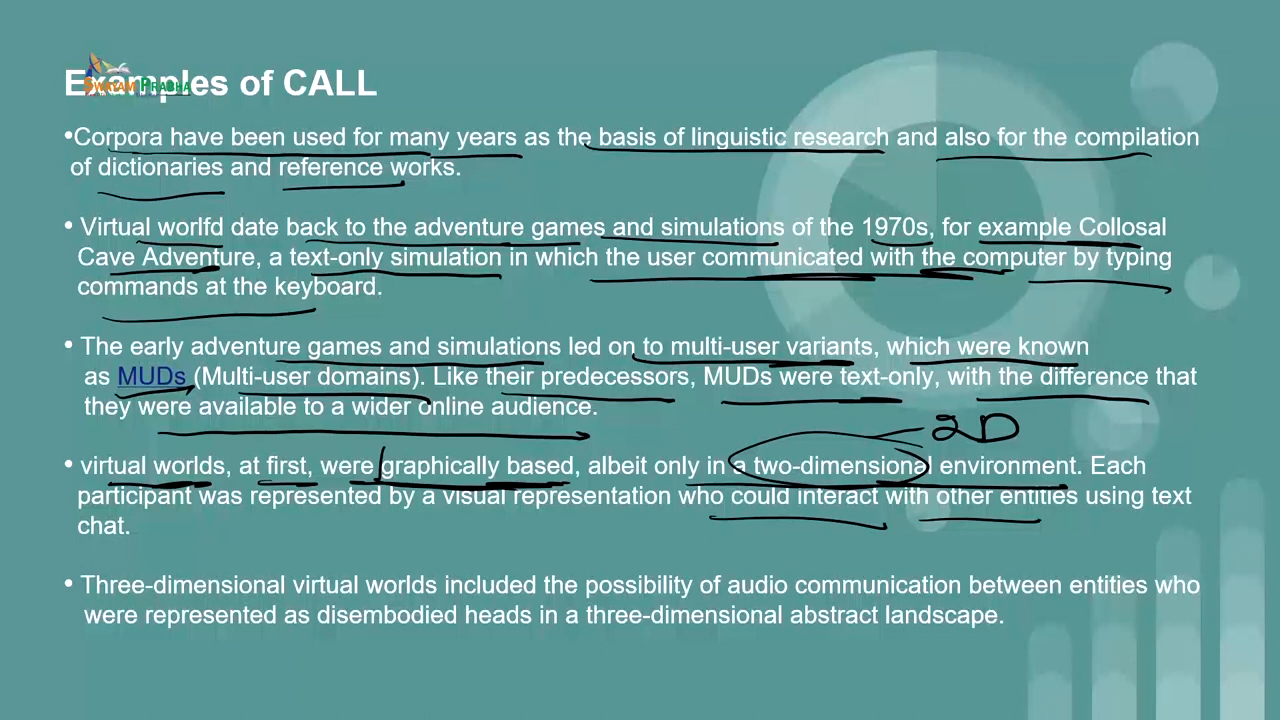 Examples of CALL
SWAYAM PRABHA
•Corpora have been used for many years as the basis of linguistic research and also for the compilation
of dictionaries and reference works.
• Virtual worlfd date back to the adventure games and simulations of the 1970s, for example Collosal
Cave Adventure, a text-only simulation in which the user communicated with the computer by typing
commands at the keyboard.
• The early adventure games and simulations led on to multi-user variants, which were known
as MUDs (Multi-user domains). Like their predecessors, MUDs were text-only, with the difference that
they were available to a wider online audience.
2D
• virtual worlds, at first, were graphically based, albeit only in a two-dimensional environment. Each
participant was represented by a visual representation who could interact with other entities using text
chat.
• Three-dimensional virtual worlds included the possibility of audio communication between entities who
were represented as disembodied heads in a three-dimensional abstract landscape.